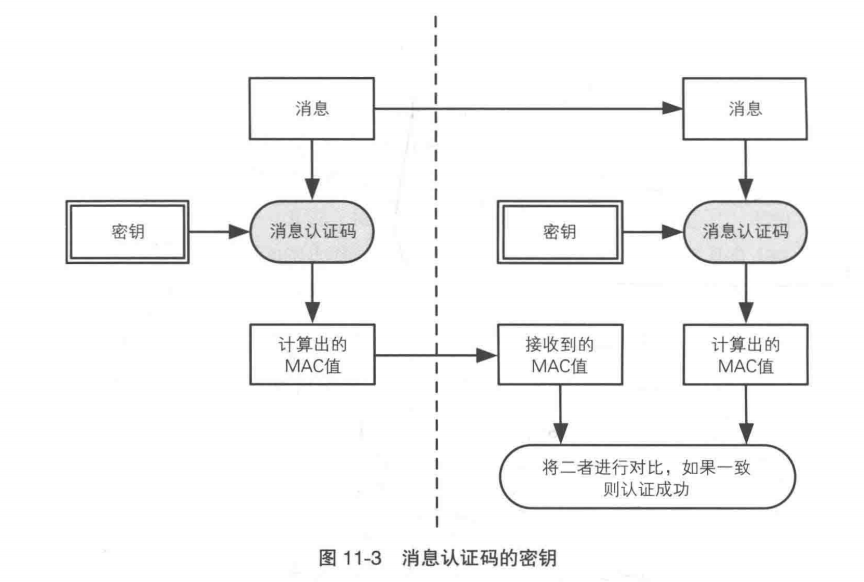 消息
消息
密钥
消息认证码
密钥
消息认证码
计算出的
MAC值
接收到的
MAC值
计算出的
MAC值
将二者进行对比，如果一致
则认证成功
图 11-3 消息认证码的密钥